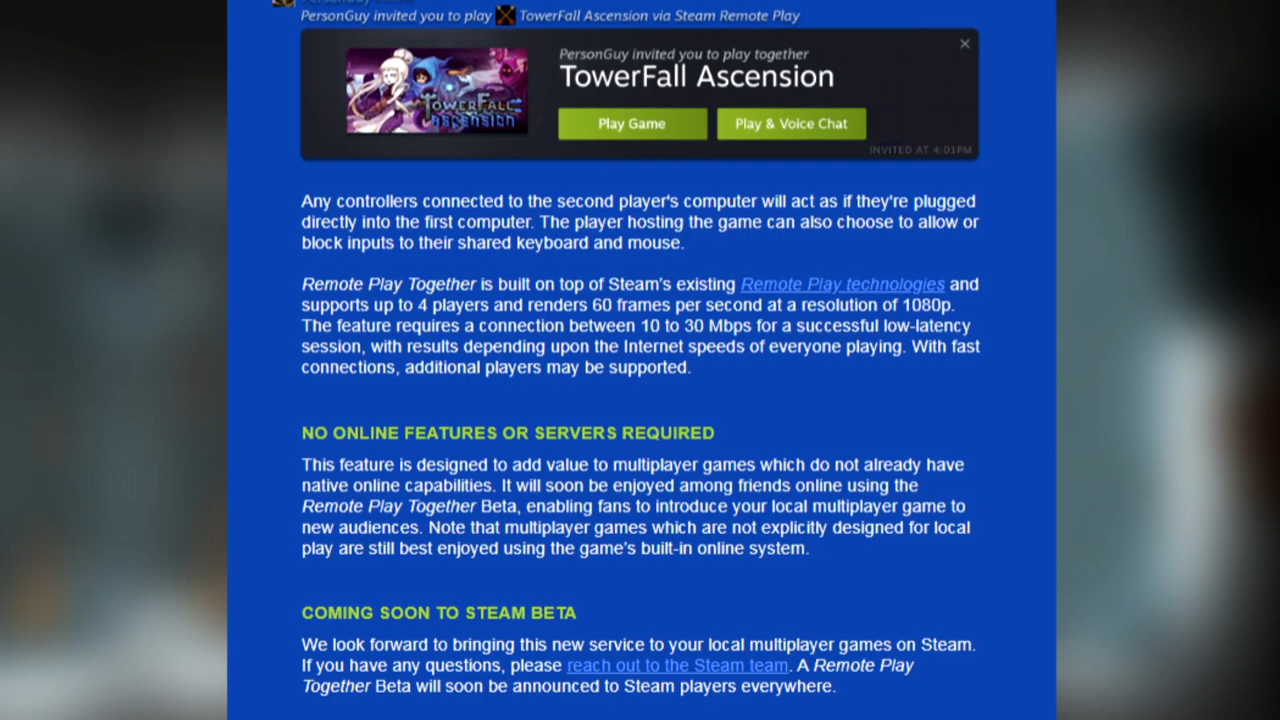 PersonGuy invited you to play TowerFall Ascension via Steam Remote Play
PersonGuy invited you to play together
TowerFall Ascension
TOWERFALL
ASCENSION
Play Game
Play & Voice Chat
INVITED AT 4:01PM
Any controllers connected to the second player's computer will act as if they're plugged
directly into the first computer. The player hosting the game can also choose to allow or
block inputs to their shared keyboard and mouse.
Remote Play Together is built on top of Steam's existing Remote Play technologies and
supports up to 4 players and renders 60 frames per second at a resolution of 1080p.
The feature requires a connection between 10 to 30 Mbps for a successful low-latency
session, with results depending upon the Internet speeds of everyone playing. With fast
connections, additional players may be supported.
NO ONLINE FEATURES OR SERVERS REQUIRED
This feature is designed to add value to multiplayer games which do not already have
native online capabilities. It will soon be enjoyed among friends online using the
Remote Play Together Beta, enabling fans to introduce your local multiplayer game to
new audiences. Note that multiplayer games which are not explicitly designed for local
play are still best enjoyed using the game's built-in online system.
COMING SOON TO STEAM BETA
We look forward to bringing this new service to your local multiplayer games on Steam.
If you have any questions, please reach out to the Steam team. A Remote Play
Together Beta will soon be announced to Steam players everywhere.